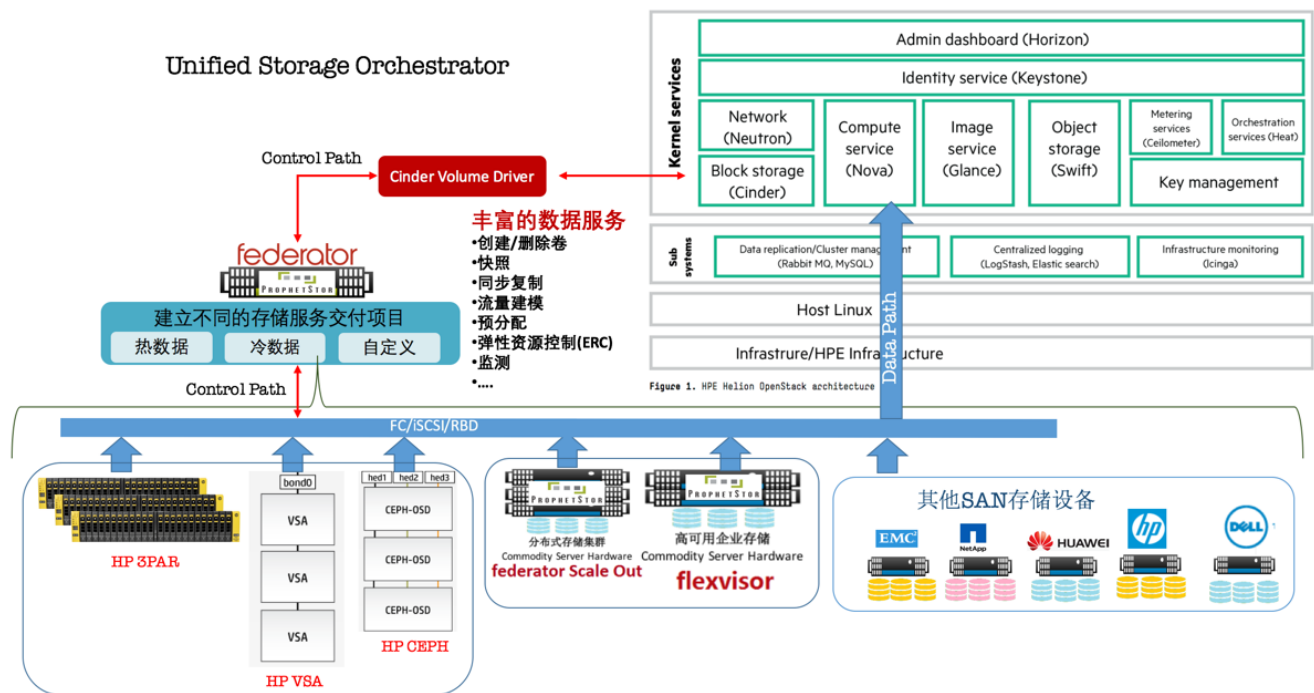 Unified Storage Orchestrator
Control Path
Cinder Volume Driver
federator
PROPHETSTOR
建立不同的存储服务交付项目
热数据
冷数据
自定义
Control Path
丰富的数据服务
•创建/删除卷
•快照
•同步复制
•流量建模
•预分配
•弹性资源控制(ERC)
•监测
•....
Kernel services
Admin dashboard (Horizon)
Identity service (Keystone)
Network
(Neutron)
Block storage
(Cinder)
Compute
service
(Nova)
Image
service
(Glance)
Object
storage
(Swift)
Metering
services
(Ceilometer)
Orchestration
services (Heat)
Key management
Sub
systems
Data replication/Cluster management
(Rabbit MQ, MySQL)
Centralized logging
(LogStash, Elastic search)
Infrastructure monitoring
(Icinga)
Host Linux
Infrastrure/HPE Infrastructure
Figure 1. HPE Helion OpenStack architecture
Data Path
FC/iSCSI/RBD
HP 3PAR
bond0
VSA
VSA
VSA
HP VSA
hed1
hed2
hed3
CEPH-OSD
CEPH-OSD
CEPH-OSD
HP CEPH
PROPHETSTOR
分布式存储集群
Commodity Server Hardware
federator Scale Out
PROPHETSTOR
高可用企业存储
Commodity Server Hardware
flexvisor
其他SAN存储设备
EMC²
NetApp
HUAWEI
hp
DELL